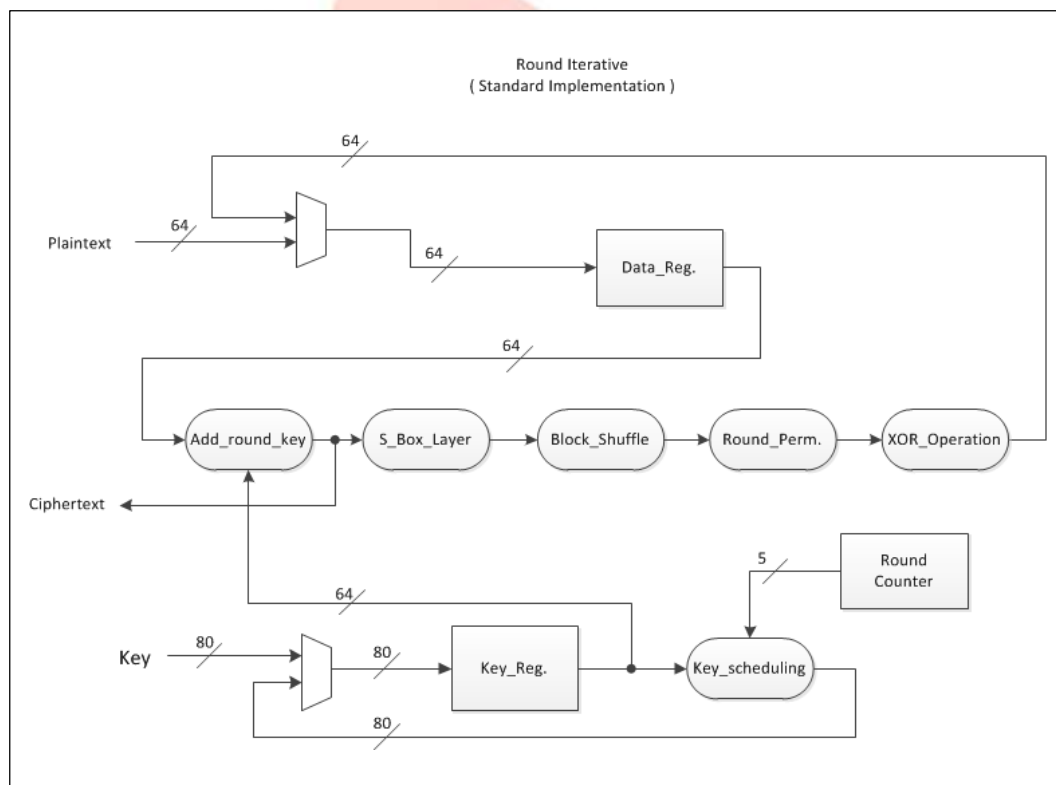 Round Iterative
( Standard Implementation )
64
Plaintext
64
64
Data_Reg.
64
Add_round_key
S_Box_Layer
Block_Shuffle
Round_Perm.
XOR_Operation
Ciphertext
5
Round
Counter
64
Key
80
80
Key_Reg.
Key_scheduling
80